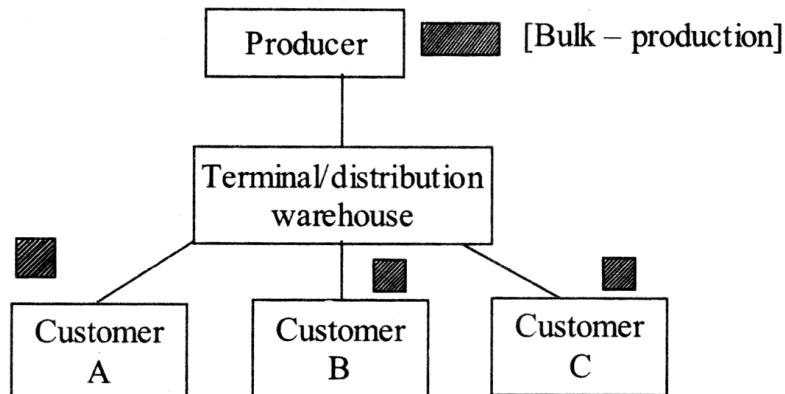 Producer
[Bulk – production]
Terminal/distribution
warehouse
Customer
A
Customer
B
Customer
C